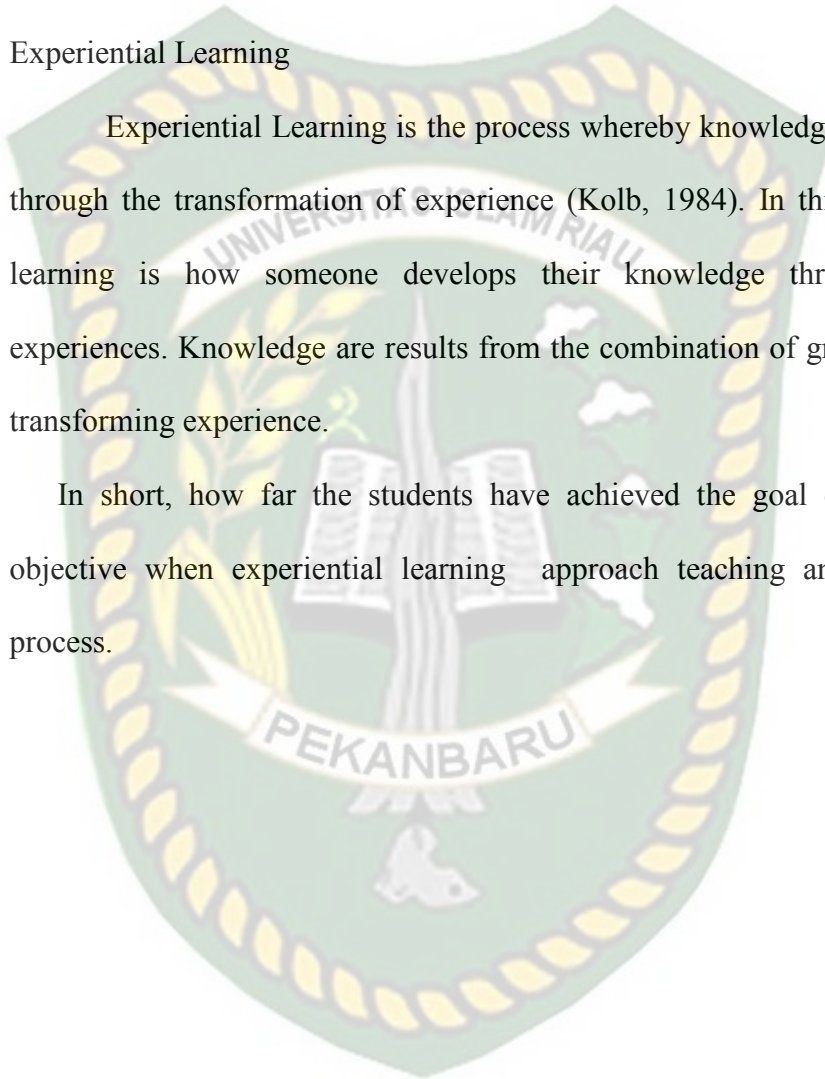 Experiential Learning
Experiential Learning is the process whereby knowledg
through the transformation of experience (Kolb, 1984). In thi
UNIVERSITAS ISLAM RIAU
learning is how someone develops their knowledge thr
experiences. Knowledge are results from the combination of gr
transforming experience.
In short, how far the students have achieved the goal
objective when experiential learning approach teaching an
process.
PEKANBARU